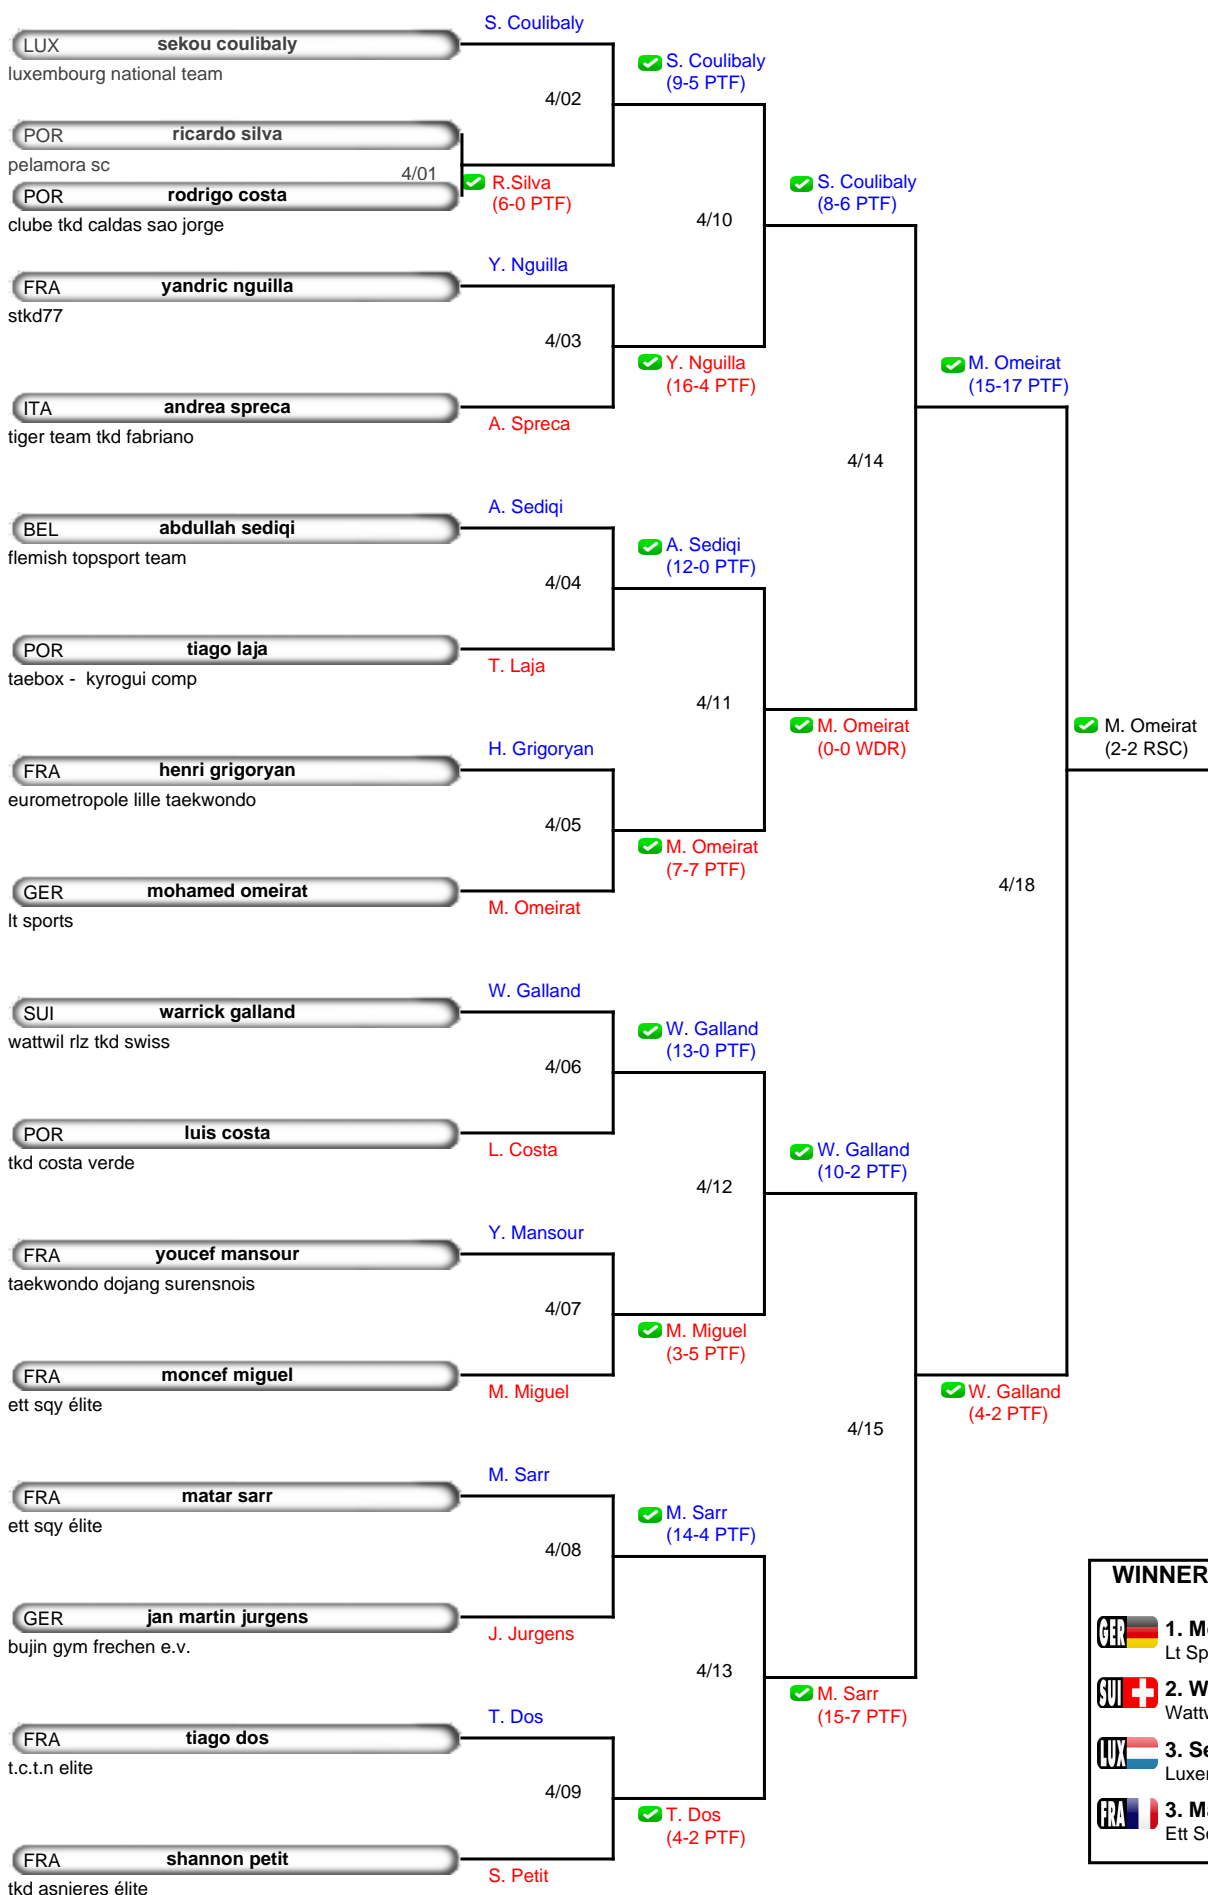 S. Coulibaly
LUX sekou coulibaly
luxembourg national team
S. Coulibaly
(9-5 PTF)
4/02
POR ricardo silva
pelamora sc
4/01
R.Silva
(6-0 PTF)
POR rodrigo costa
clube tkd caldas sao jorge
S. Coulibaly
(8-6 PTF)
4/10
Y. Nguilla
FRA yandric nguilla
stkd77
4/03
Y. Nguilla
(16-4 PTF)
M. Omeirat
(15-17 PTF)
ITA andrea spreca
tiger team tkd fabriano
A. Spreca
4/14
A. Sediqi
BEL abdullah sediqi
flemish topsport team
A. Sediqi
(12-0 PTF)
4/04
POR tiago laja
taebox - kyrogui comp
T. Laja
4/11
M. Omeirat
(0-0 WDR)
M. Omeirat
(2-2 RSC)
H. Grigoryan
FRA henri grigoryan
eurometropole lille taekwondo
4/05
M. Omeirat
(7-7 PTF)
GER mohamed omeirat
lt sports
M. Omeirat
4/18
W. Galland
SUI warrick galland
wattwil rlz tkd swiss
W. Galland
(13-0 PTF)
4/06
POR luis costa
tkd costa verde
L. Costa
W. Galland
(10-2 PTF)
4/12
Y. Mansour
FRA youcef mansour
taekwondo dojang surensnois
4/07
M. Miguel
(3-5 PTF)
FRA moncef miguel
ett sqy élite
M. Miguel
W. Galland
(4-2 PTF)
4/15
M. Sarr
FRA matar sarr
ett sqy élite
M. Sarr
(14-4 PTF)
4/08
GER jan martin jurgens
bujin gym frechen e.v.
J. Jurgens
4/13
M. Sarr
(15-7 PTF)
T. Dos
FRA tiago dos
t.c.t.n elite
4/09
T. Dos
(4-2 PTF)
FRA shannon petit
tkd asnieres élite
S. Petit
WINNER
GER 1.
Lt Sp
SUI 2. W
Wattv
LUX 3. Se
Luxer
FRA 3. Ma
Ett S